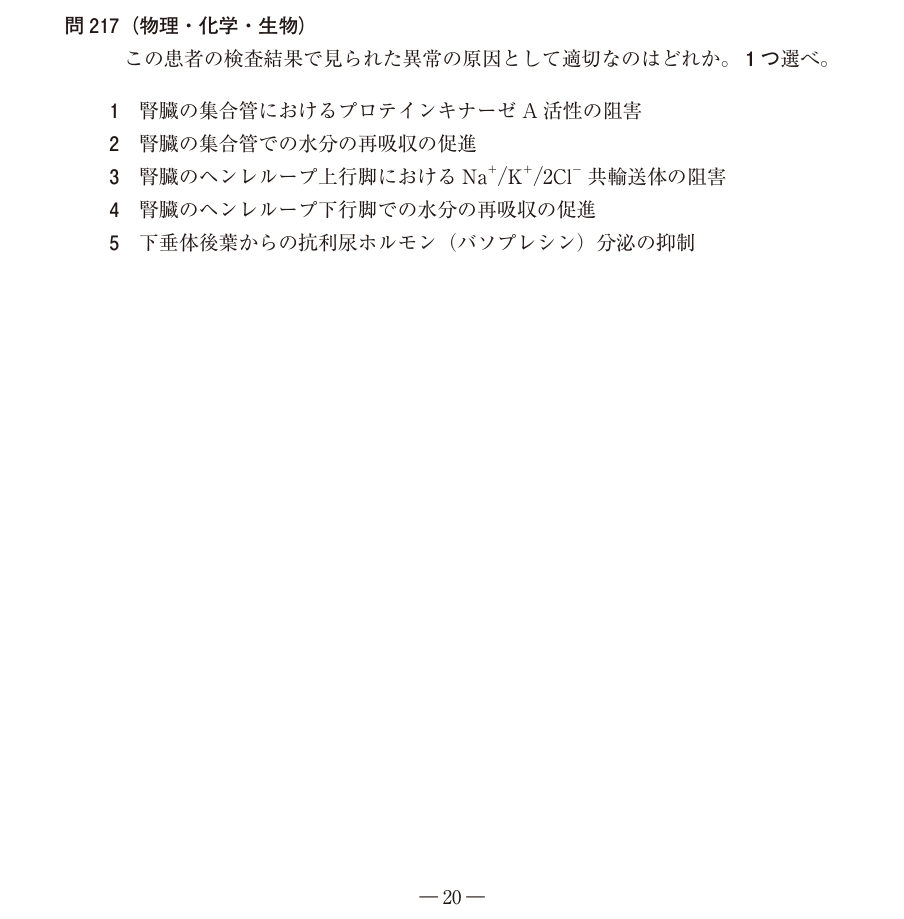 問 217（物理・化学・生物）
この患者の検査結果で見られた異常の原因として適切なのはどれか。1つ選べ。
1 腎臓の集合管におけるプロテインキナーゼ A 活性の阻害
2 腎臓の集合管での水分の再吸収の促進
3 腎臓のヘンレループ上行脚における Na⁺/K⁺/2Cl⁻ 共輸送体の阻害
4 腎臓のヘンレループ下行脚での水分の再吸収の促進
5 下垂体後葉からの抗利尿ホルモン（バソプレシン）分泌の抑制
― 20 ―